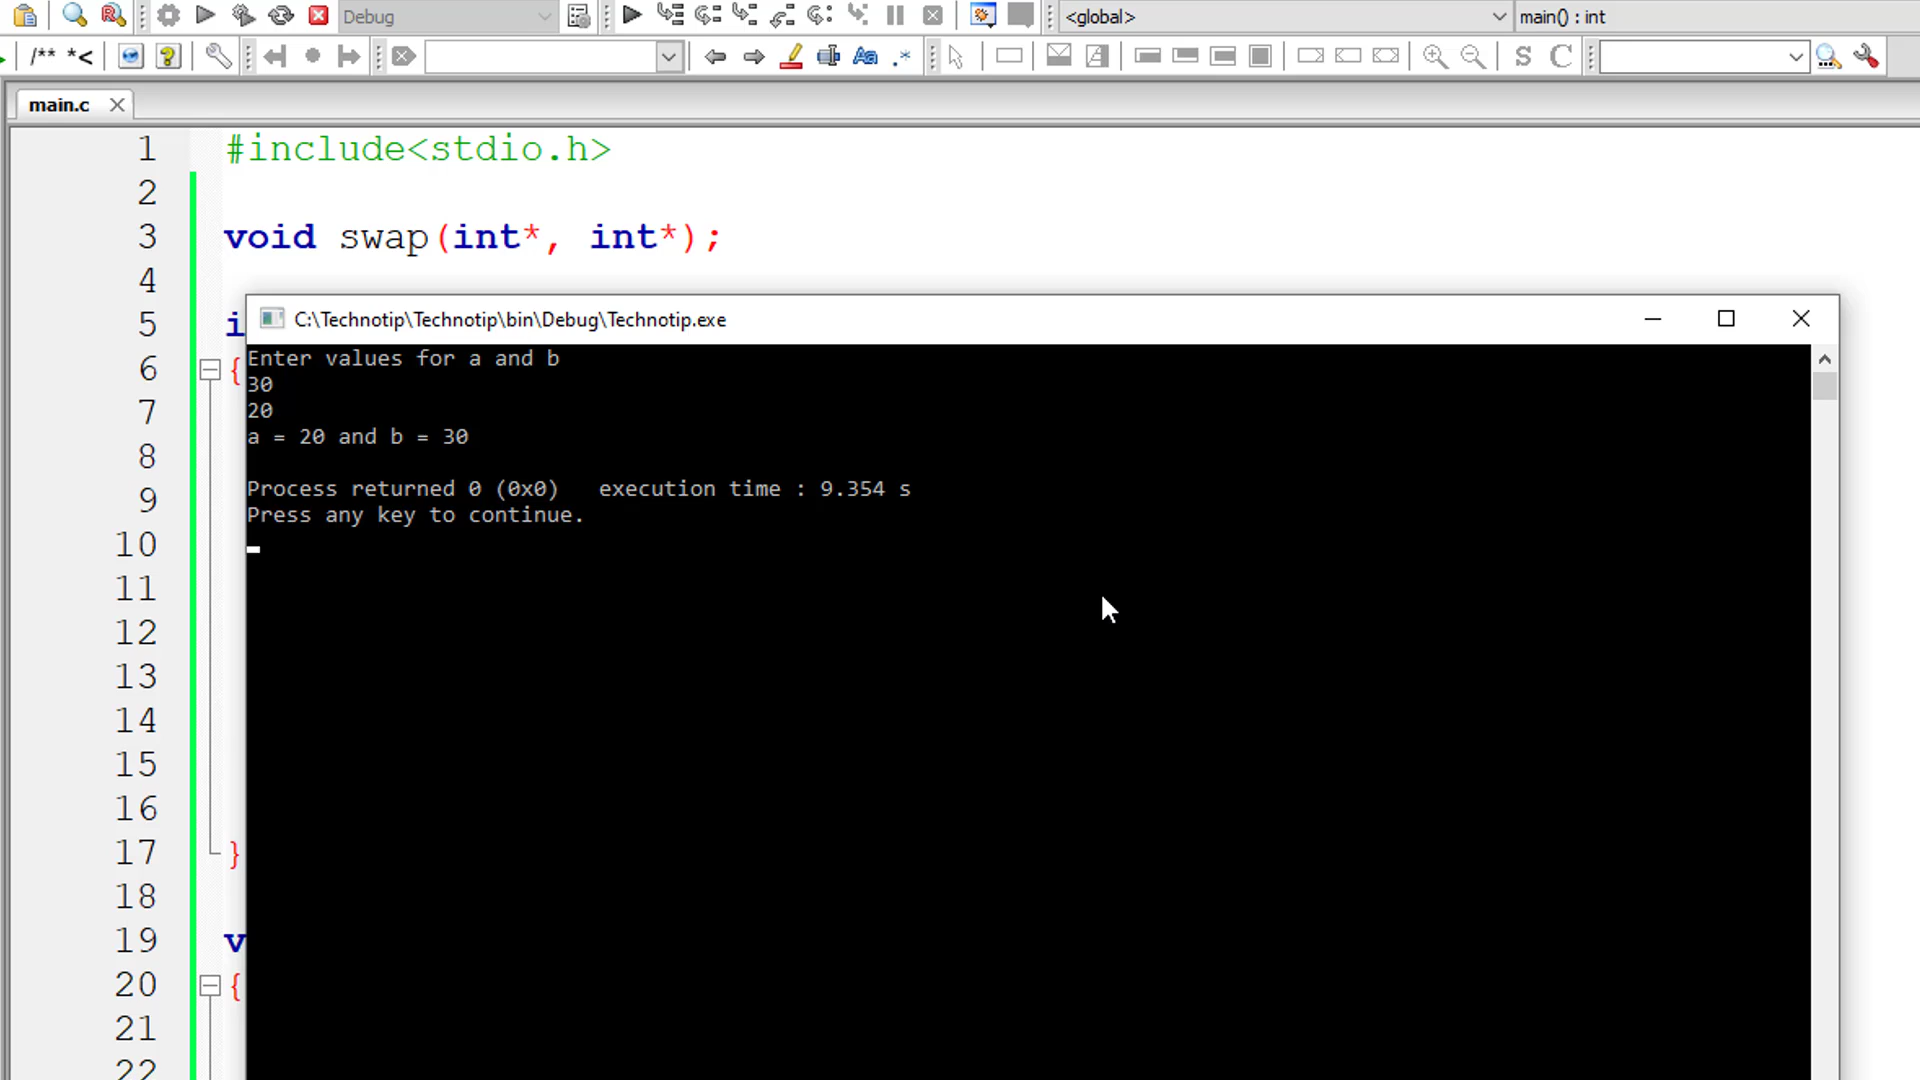 Debug
<global>
main() : int
/** *<
Aa .*
S C
main.c
1 #include<stdio.h>
2
3 void swap(int*, int*);
4
5 i
6 {
7
8
9
10
11
12
13
14
15
16
17 }
18
19 v
20 {
21
22
C:\Technotip\Technotip\bin\Debug\Technotip.exe
Enter values for a and b
30
20
a = 20 and b = 30
Process returned 0 (0x0)   execution time : 9.354 s
Press any key to continue.